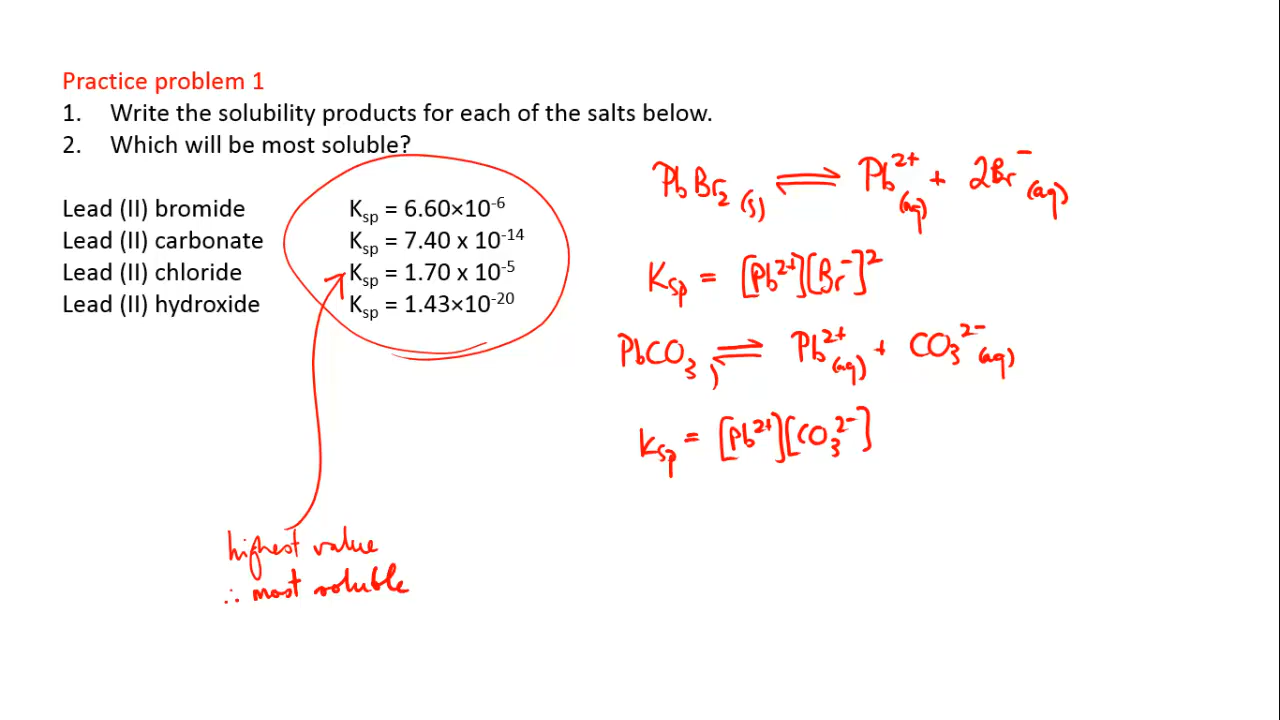 Practice problem 1
1. Write the solubility products for each of the salts below.
2. Which will be most soluble?
Lead (II) bromide Ksp = 6.60×10⁻⁶
Lead (II) carbonate Ksp = 7.40 x 10⁻¹⁴
Lead (II) chloride Ksp = 1.70 x 10⁻⁵
Lead (II) hydroxide Ksp = 1.43×10⁻²⁰
PbBr₂ (s) ⇌ Pb²⁺ (aq) + 2Br⁻ (aq)
Ksp = [Pb²⁺][Br⁻]²
PbCO₃ ) ⇌ Pb²⁺ (aq) + CO₃²⁻ (aq)
Ksp = [Pb²⁺][CO₃²⁻]
highest value
∴ most soluble